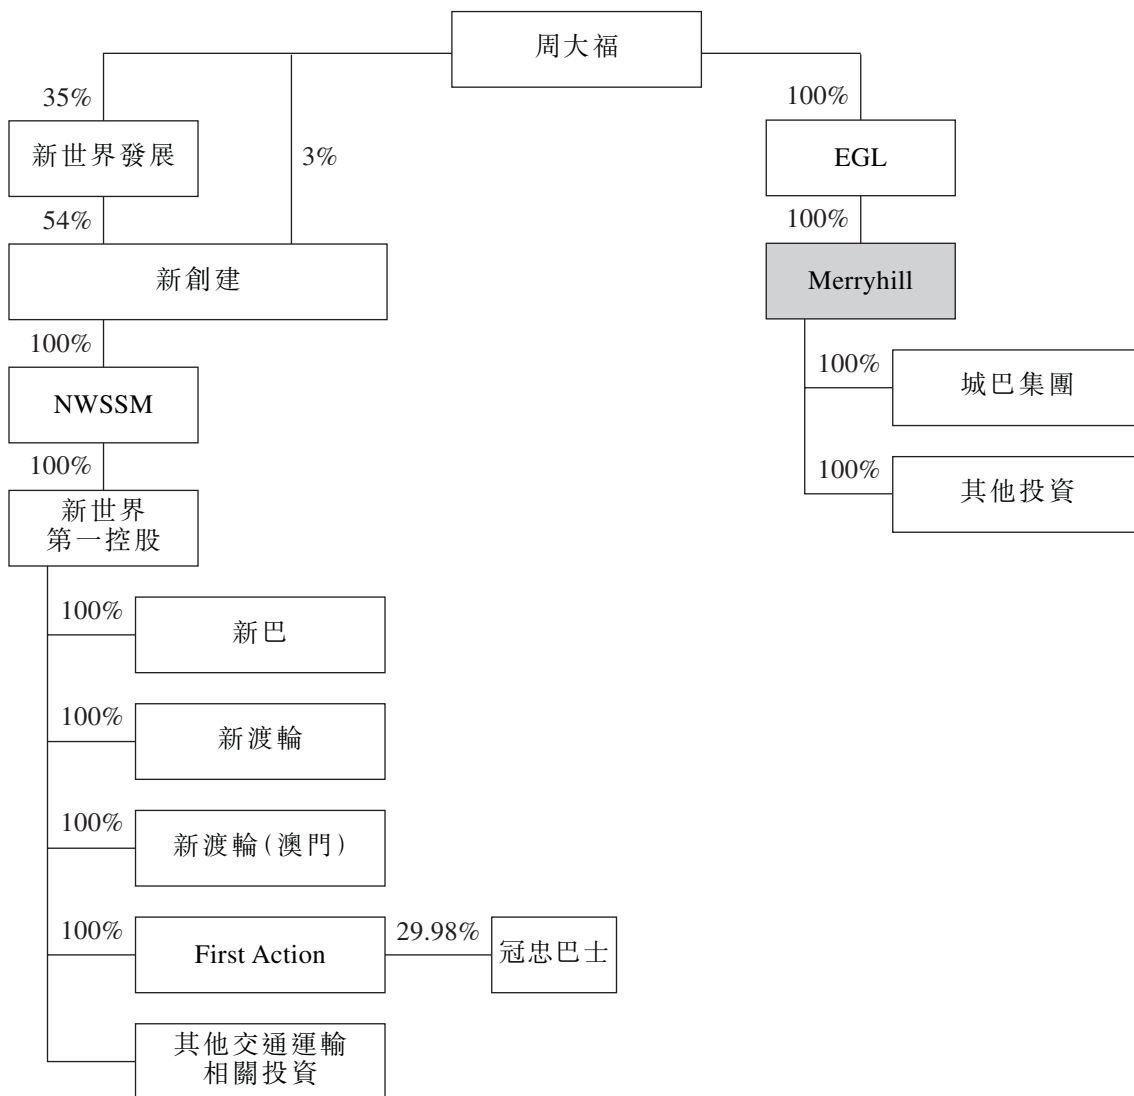 周大福
35%
100%
新世界發展
3%
EGL
54%
100%
新創建
Merryhill
100%
100%
城巴集團
NWSSM
100%
100%
其他投資
新世界
第一控股
100%
新巴
100%
新渡輪
100%
新渡輪(澳門)
100%
First Action
29.98%
冠忠巴士
其他交通運輸
相關投資